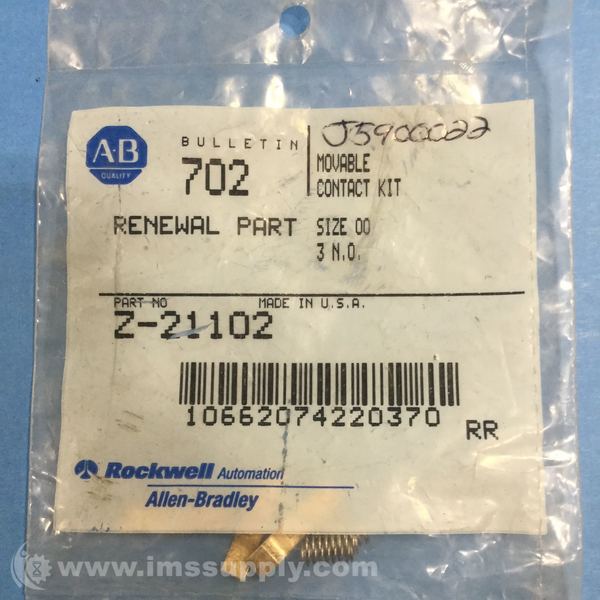 A-B
QUALITY
BULLETIN
702
J5900022
MOVABLE
CONTACT KIT
RENEWAL PART
SIZE 00
3 N.O.
PART NO
MADE IN U.S.A.
Z-21102
10662074220370
RR
Rockwell Automation
Allen-Bradley
www.imssupply.com